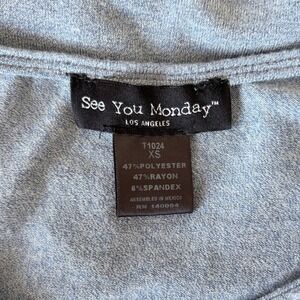 See You Monday™
LOS ANGELES
T1024
XS
47%POLYESTER
47%RAYON
6%SPANDEX
ASSEMBLED IN MEXICO
RN 140094